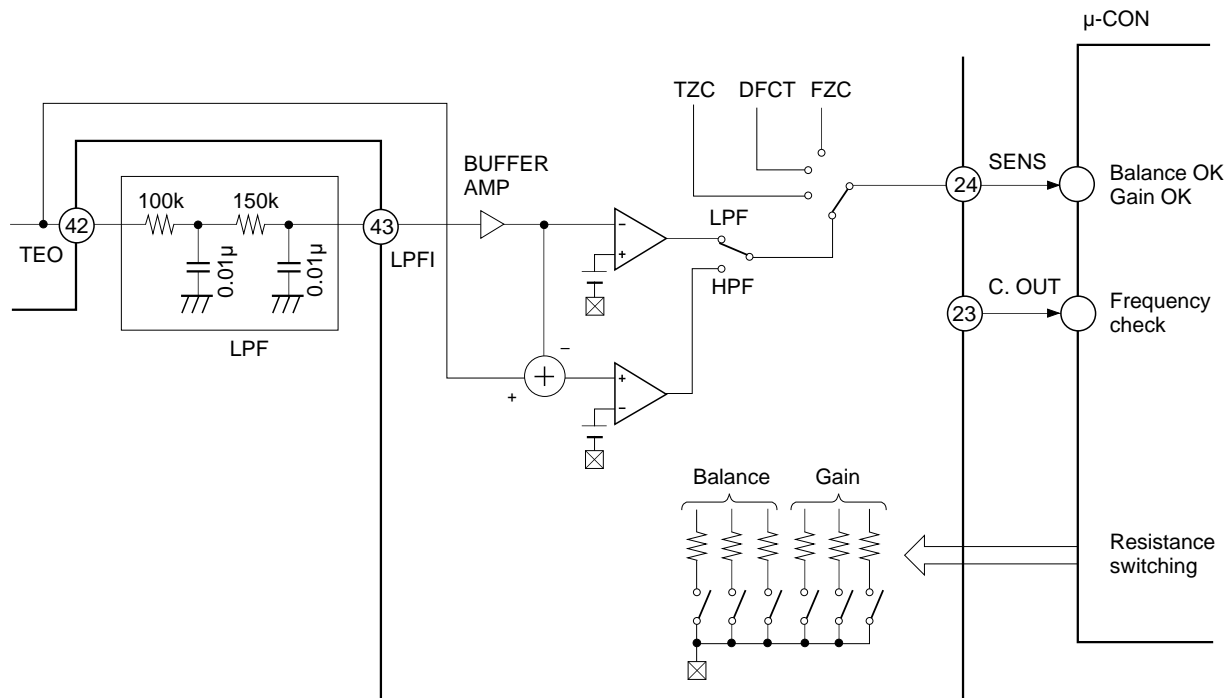 μ-CON
TZC DFCT FZC
BUFFER
AMP
SENS
24
Balance OK
Gain OK
100k 150k
42
43
TEO
LPFI
0.01μ 0.01μ
LPF
LPF
HPF
C. OUT
23
Frequency
check
Balance Gain
Resistance
switching